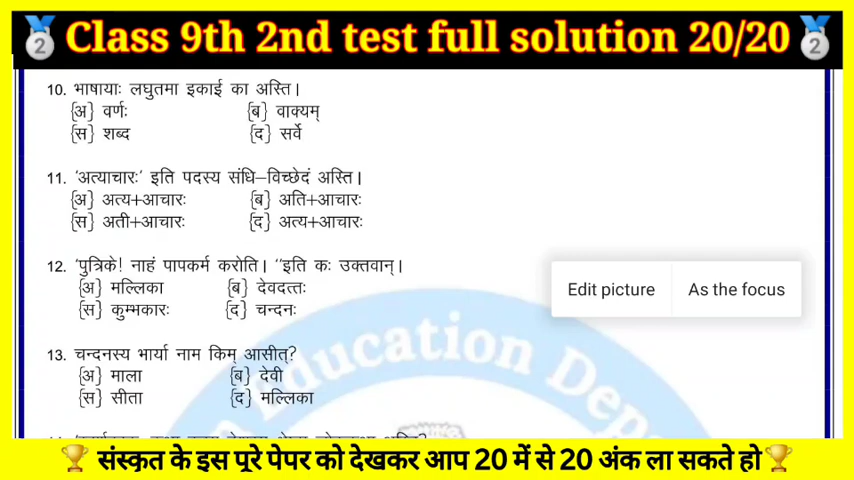 Class 9th 2nd test full solution 20/20
10. भाषायाः लघुतमा इकाई का अस्ति।
{अ} वर्णः {ब} वाक्यम्
{स} शब्द {द} सर्वे
11. 'अत्याचारः' इति पदस्य संधि–विच्छेदं अस्ति।
{अ} अत्य+आचारः {ब} अति+आचारः
{स} अती+आचारः {द} अत्य+आचारः
12. 'पुत्रिके! नाहं पापकर्म करोति। ''इति कः उक्तवान्।
{अ} मल्लिका {ब} देवदत्तः
{स} कुम्भकारः {द} चन्दनः
Edit picture As the focus
13. चन्दनस्य भार्या नाम किम् आसीत्?
{अ} माला {ब} देवी
{स} सीता {द} मल्लिका
Education
संस्कृत के इस पूरे पेपर को देखकर आप 20 में से 20 अंक ला सकते हो